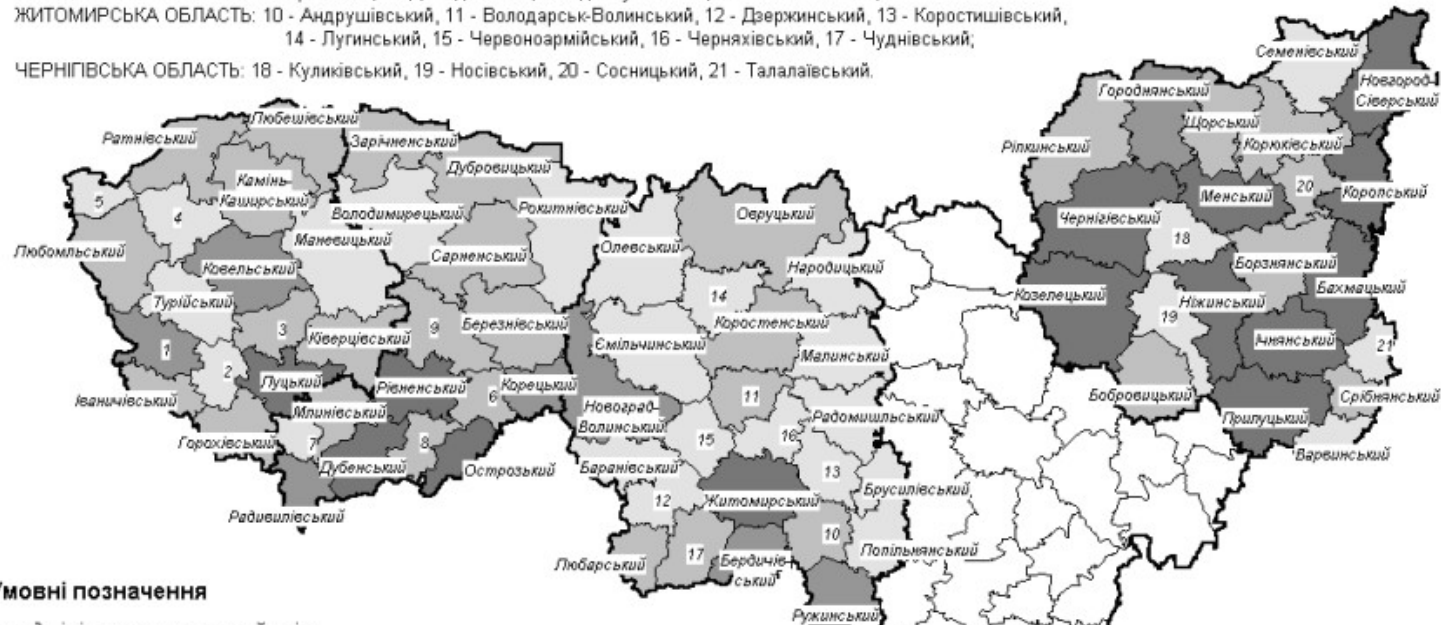 ЖИТОМИРСЬКА ОБЛАСТЬ: 10 - Андрушівський, 11 - Володарськ-Волинський, 12 - Дзержинський, 13 - Коростишівський,
14 - Лугинський, 15 - Червоноармійський, 16 - Черняхівський, 17 - Чуднівський;
ЧЕРНІГІВСЬКА ОБЛАСТЬ: 18 - Куликівський, 19 - Носівський, 20 - Сосницький, 21 - Талалаївський.
Семенівський
Новгород-
Сіверський
Городнянський
Любешівський
Ратнівський
Зарічненський
Щорський
Корюківський
Ріпкинський
Дубровицький
Камінь-
Каширський
20
Коропський
5
Менський
4
Володимирецький
Рокитнівський
Овруцький
Чернігівський
Маневицький
Олевський
18
Любомльський
Сарненський
Ковельський
Народицький
Борзнянський
Бахмацький
Козелецький
Турійський
14
Ніжинський
19
3
9
Березнівський
Коростенський
Ківерцівський
Ічнянський
1
Ємільчинський
Малинський
21
2
Луцький
Рівненський
6
Корецький
Бобровицький
Срібнянський
Іваничівський
Млинівський
11
Новоград-
Волинський
Радомишльський
Прилуцький
Горохівський
7
8
15
16
Варвинський
Дубенський
Острозький
Баранівський
13
Брусилівський
12
Житомирський
Радивилівський
10
Попільнянський
17
Любарський
Бердичів
ський
Умовні позначення
Ружинський